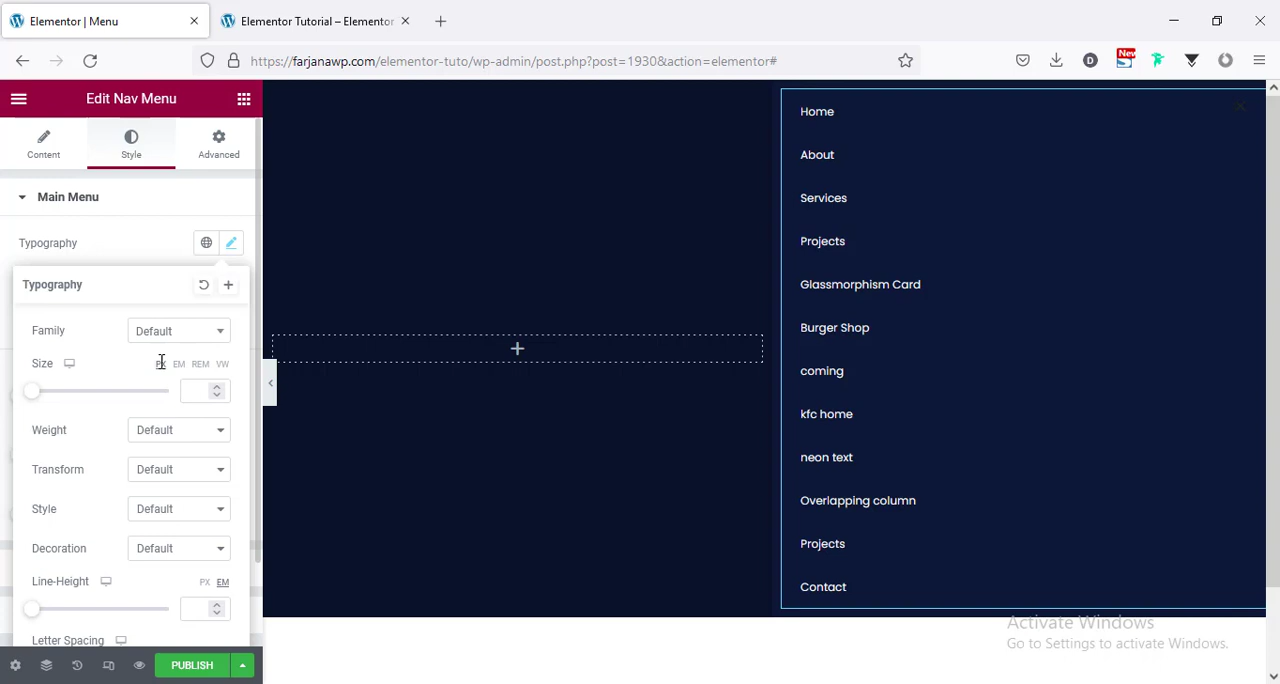 Elementor | Menu
Elementor Tutorial – Elementor
https://farjanawp.com/elementor-tuto/wp-admin/post.php?post=1930&action=elementor#
D
New
Edit Nav Menu
Content
Style
Advanced
Main Menu
Typography
Typography
Family
Default
Size
PX EM REM VW
Weight
Default
Transform
Default
Style
Default
Decoration
Default
Line-Height
PX EM
Letter Spacing
PUBLISH
Home
About
Services
Projects
Glassmorphism Card
Burger Shop
coming
kfc home
neon text
Overlapping column
Projects
Contact
Activate Windows
Go to Settings to activate Windows.